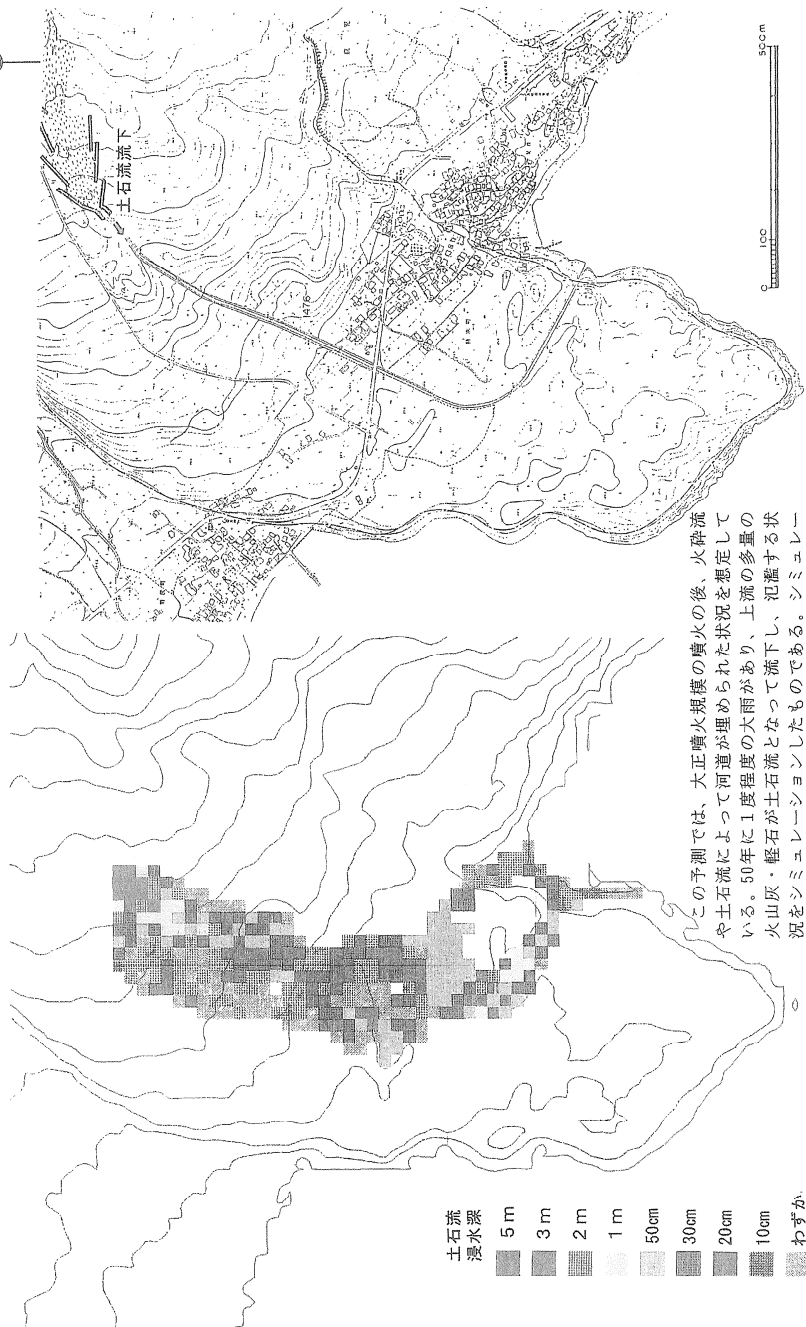 土石流流下
1476
0
100
500m
土石流
浸水深
5m
3m
2m
1m
50cm
30cm
20cm
10cm
わずか
この予測では、大正噴火規模の噴火の後、火砕流
や土石流によって河道が埋められた状況を想定して
いる。50年に1度程度の大雨があり、上流の多量の
火山灰・軽石が土石流となって流下し、氾濫する状
況をシミュレーションしたものである。シミュレー